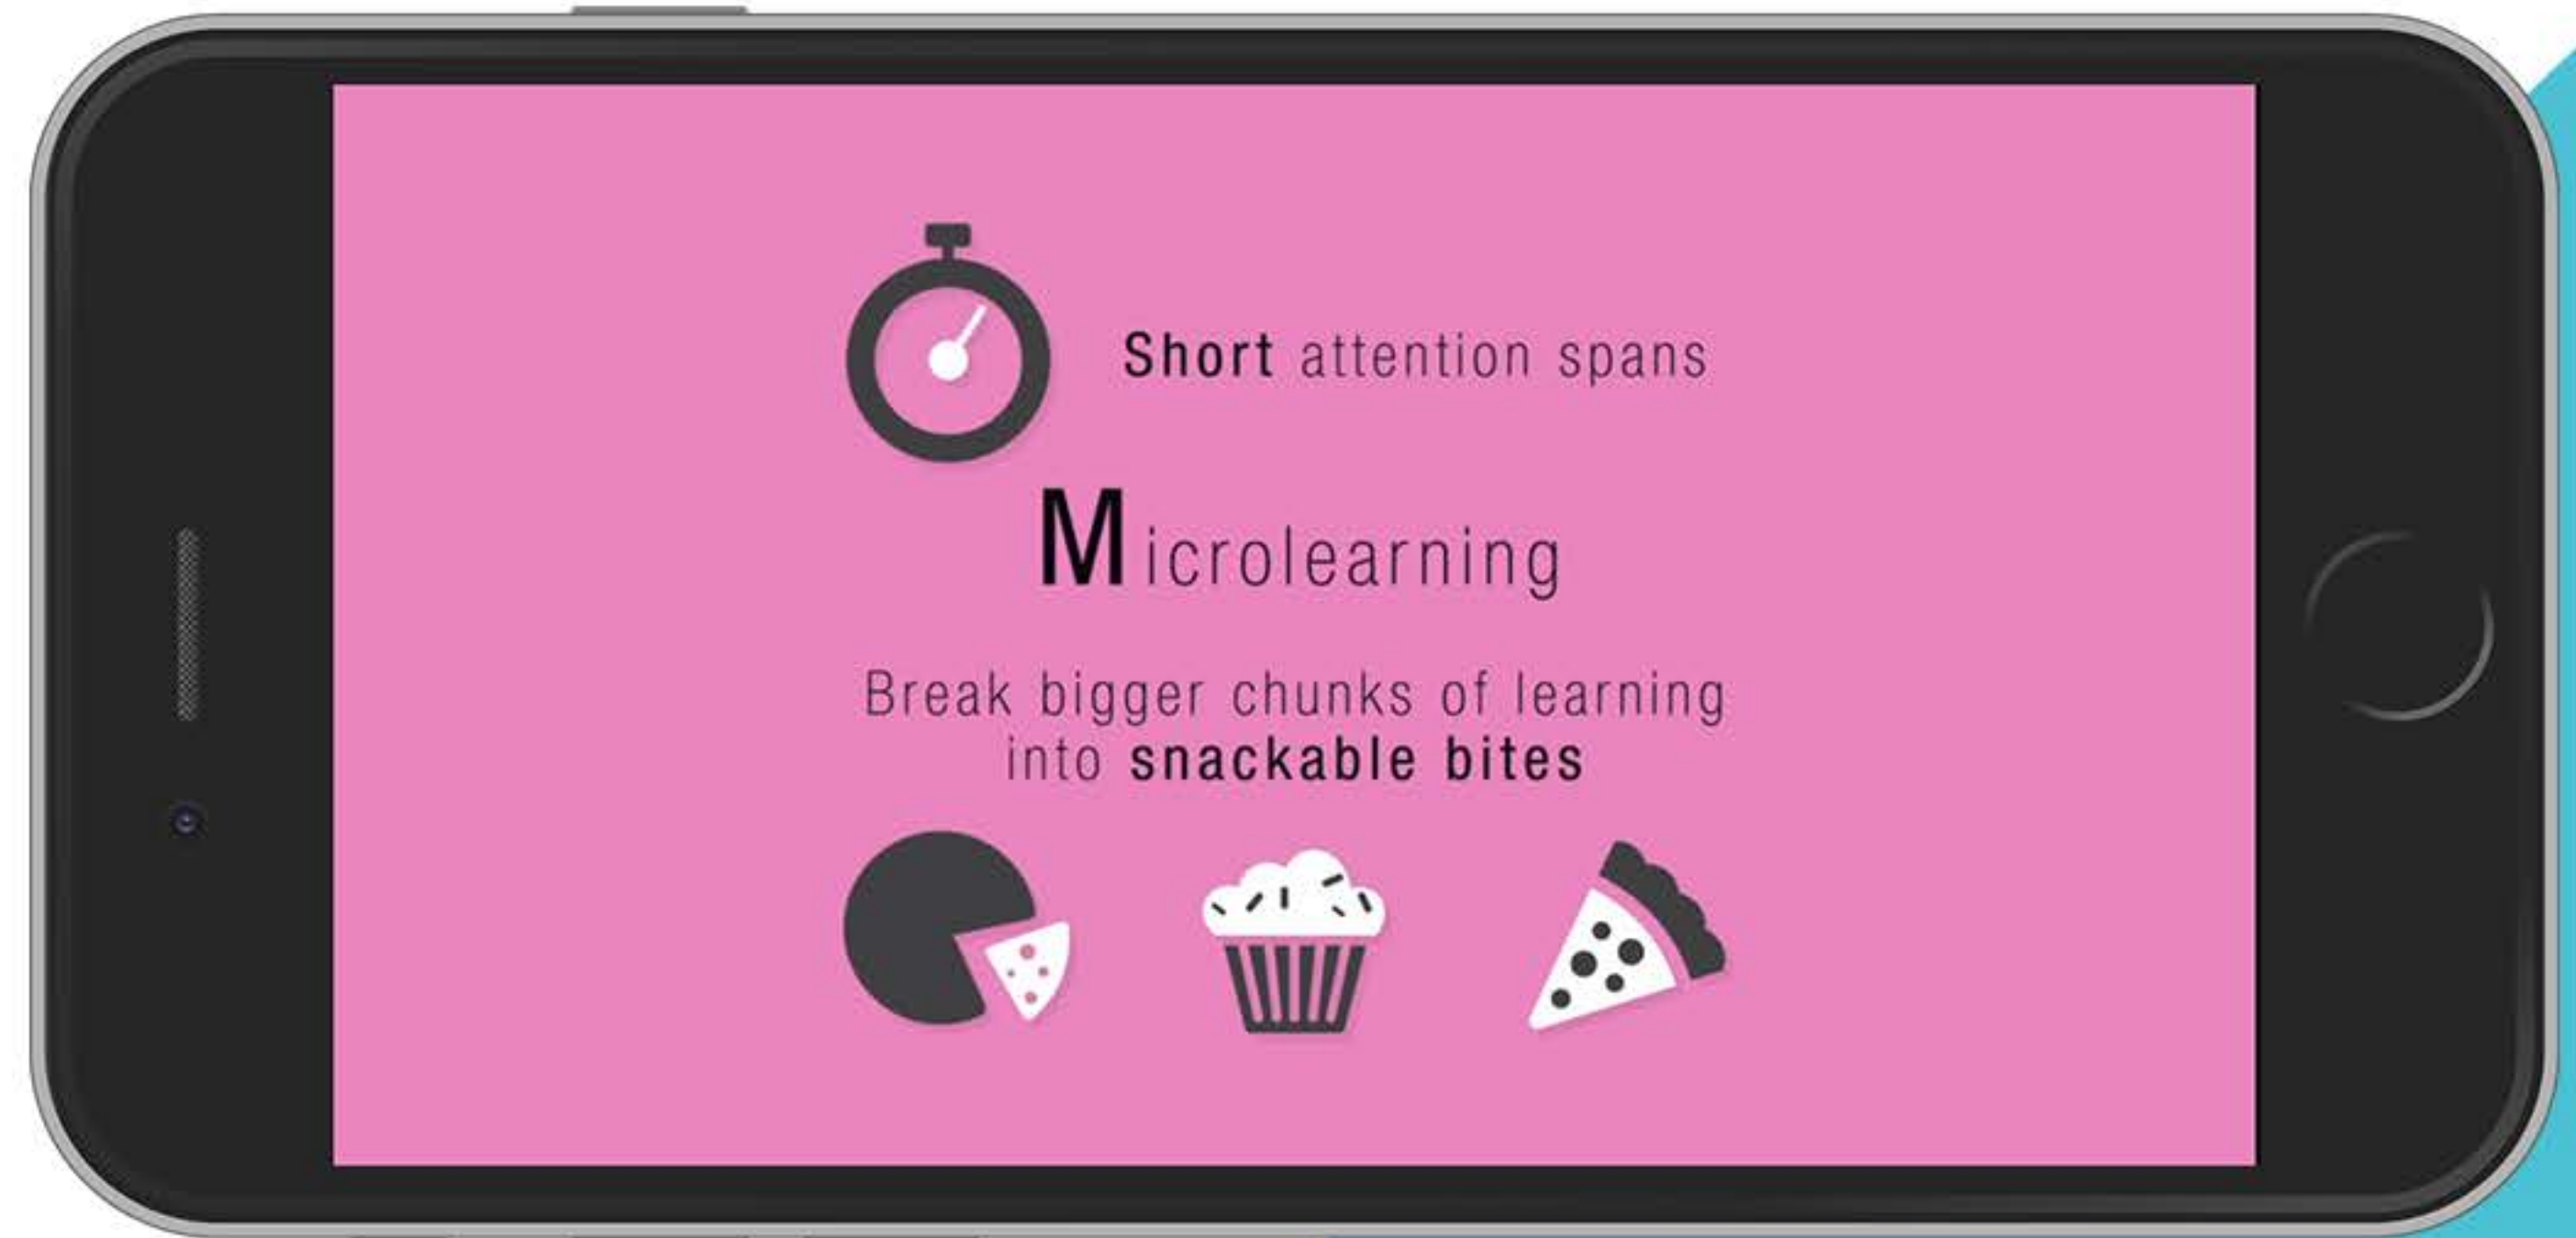 Short attention spans
Microlearning
Break bigger chunks of learning
into snackable bites